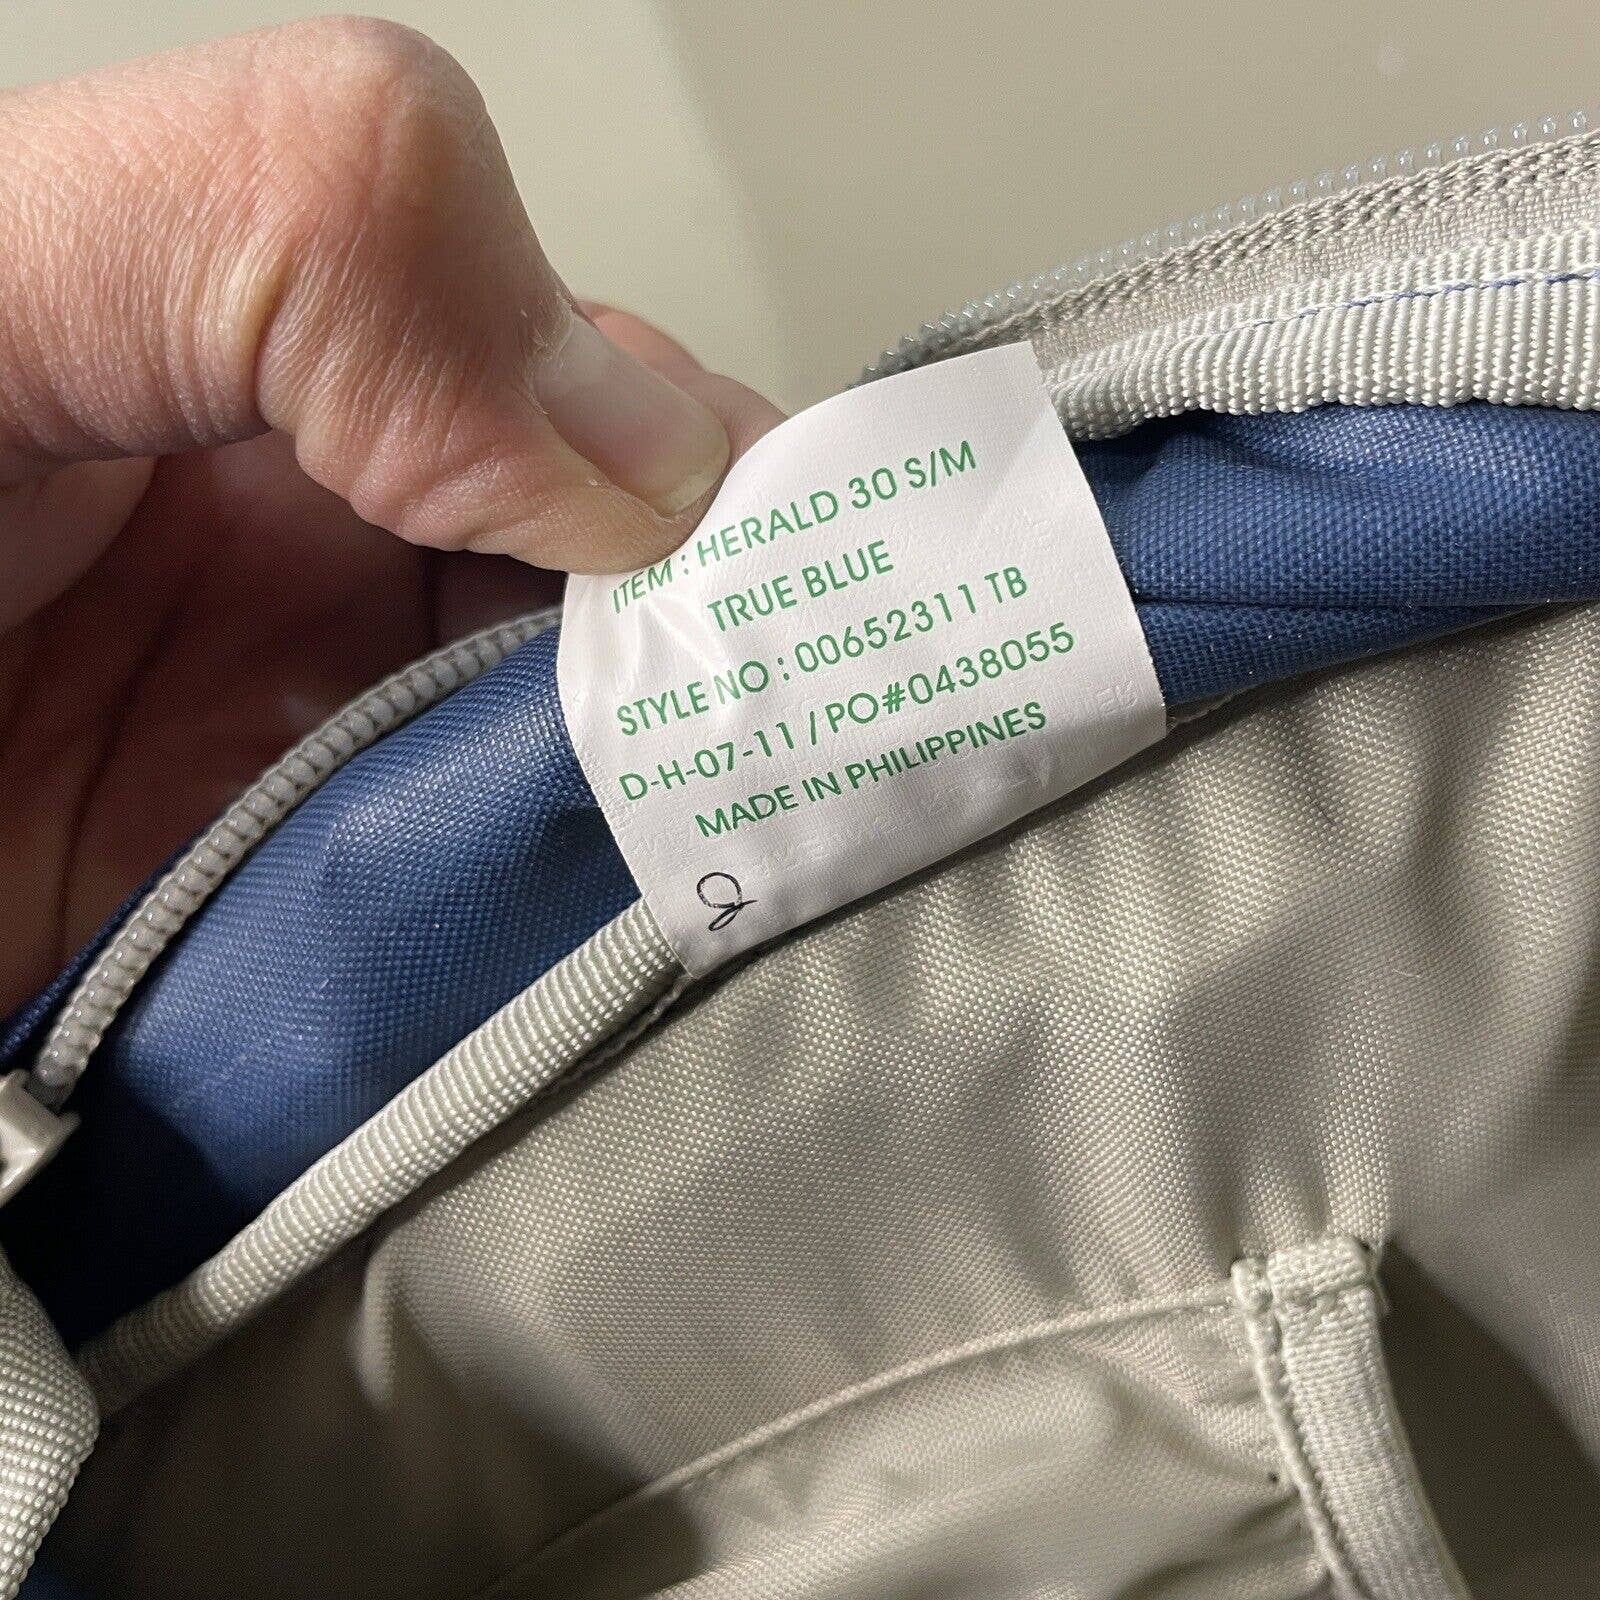 ITEM : HERALD 30 S/M
TRUE BLUE
STYLE NO : 00652311 TB
D-H-07-11 / PO#0438055
MADE IN PHILIPPINES